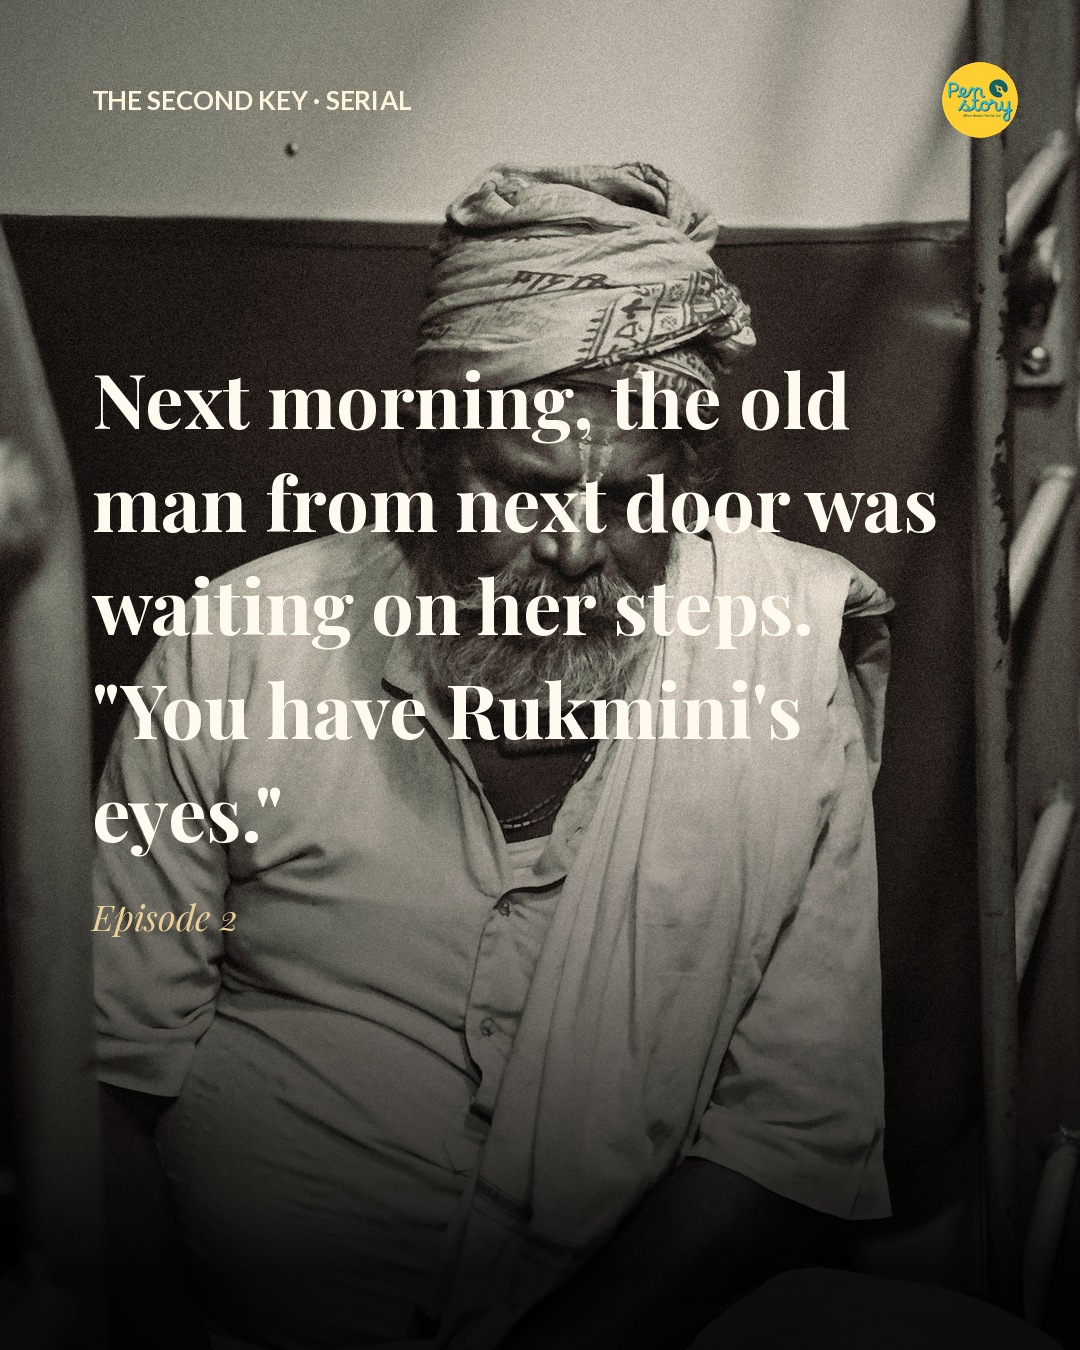 THE SECOND KEY · SERIAL
Pen
story
Next morning, the old
man from next door was
waiting on her steps.
"You have Rukmini's
eyes."
Episode 2